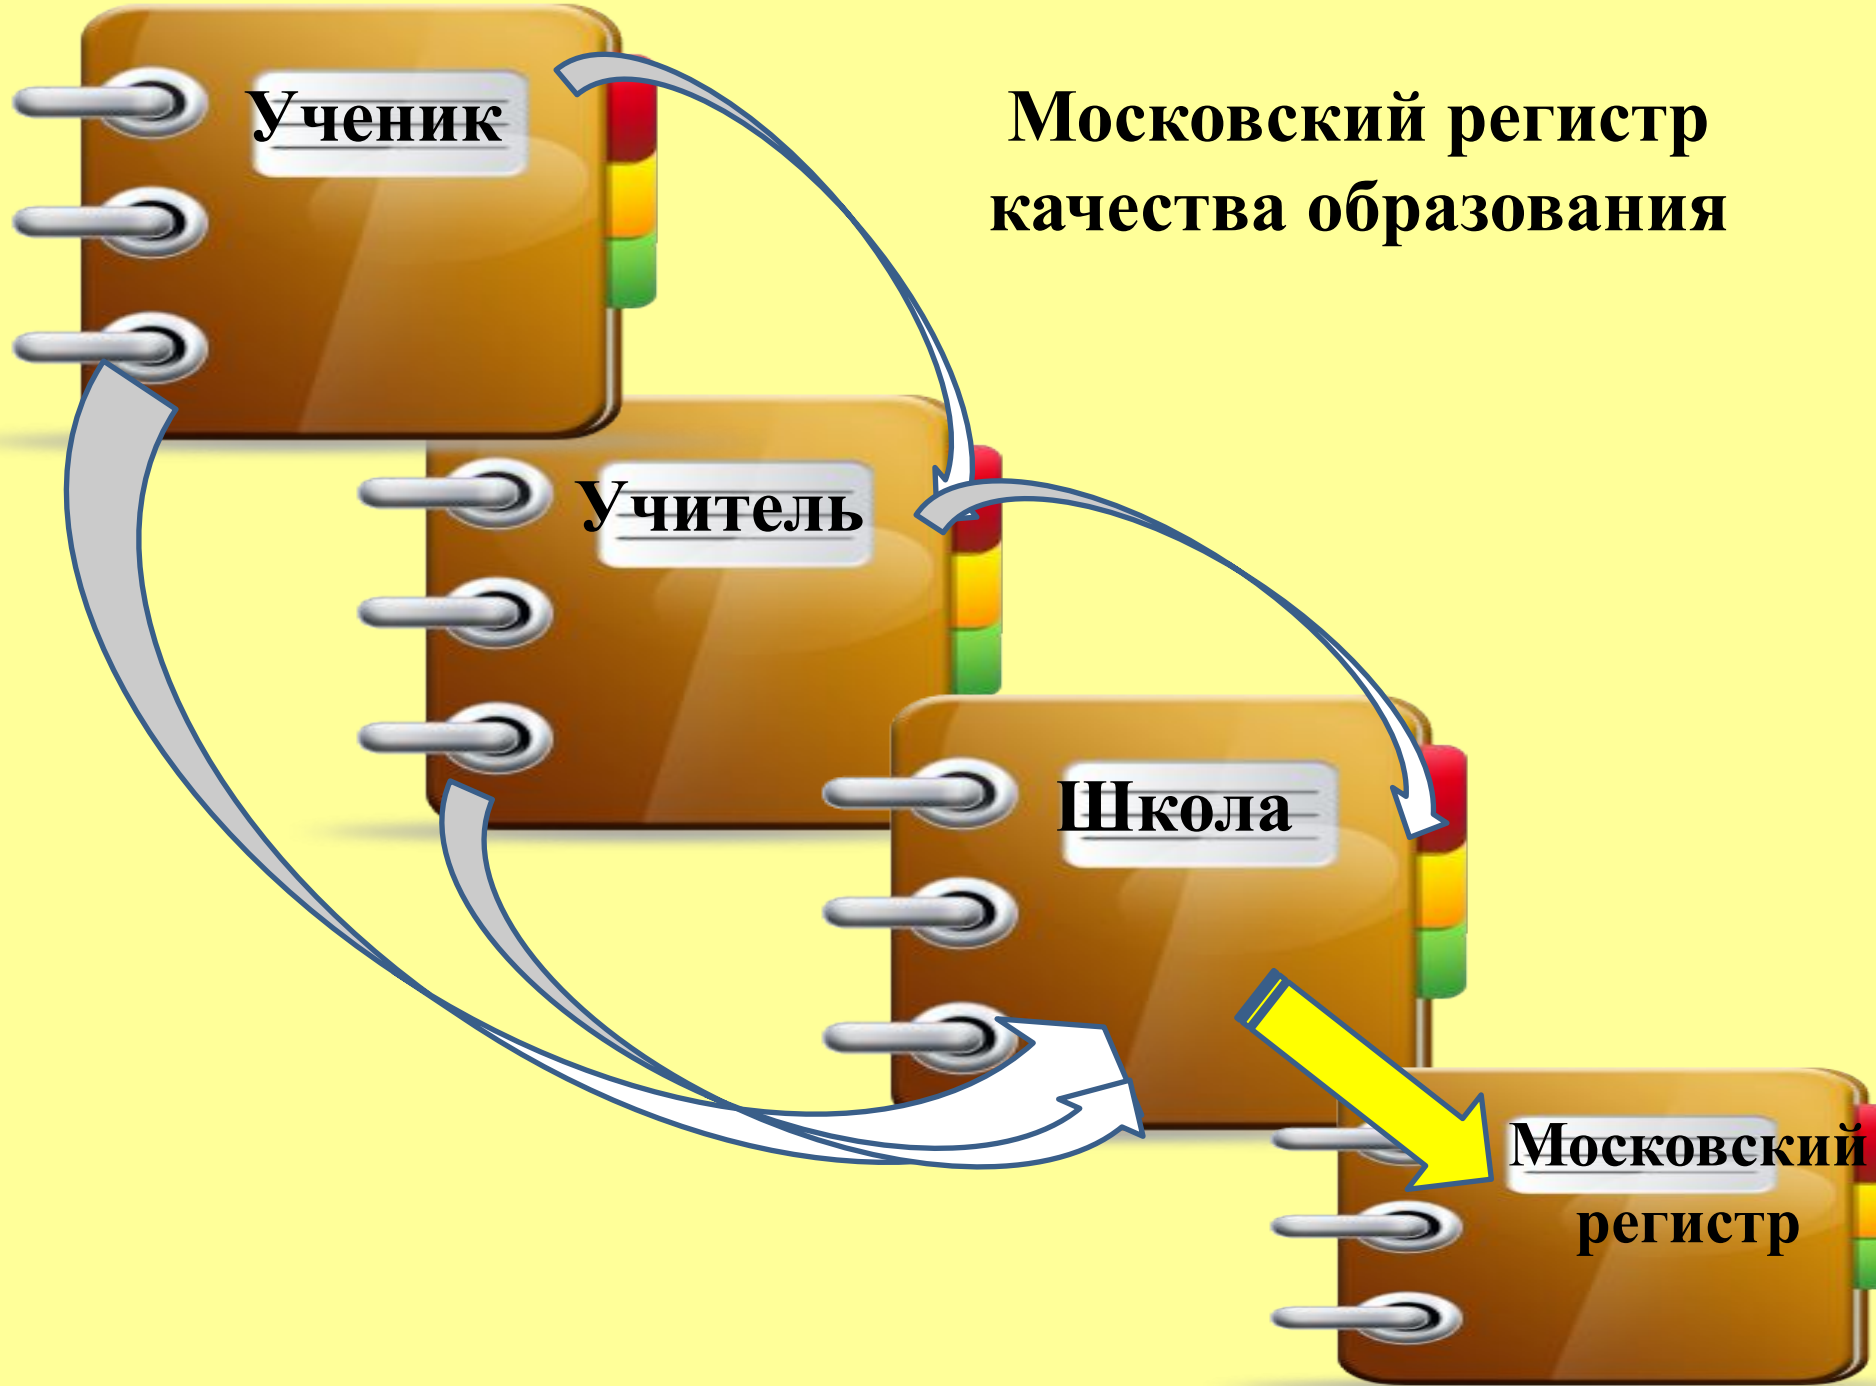 Ученик
Московский регистр
качества образования
Учитель
Школа
Московский
регистр